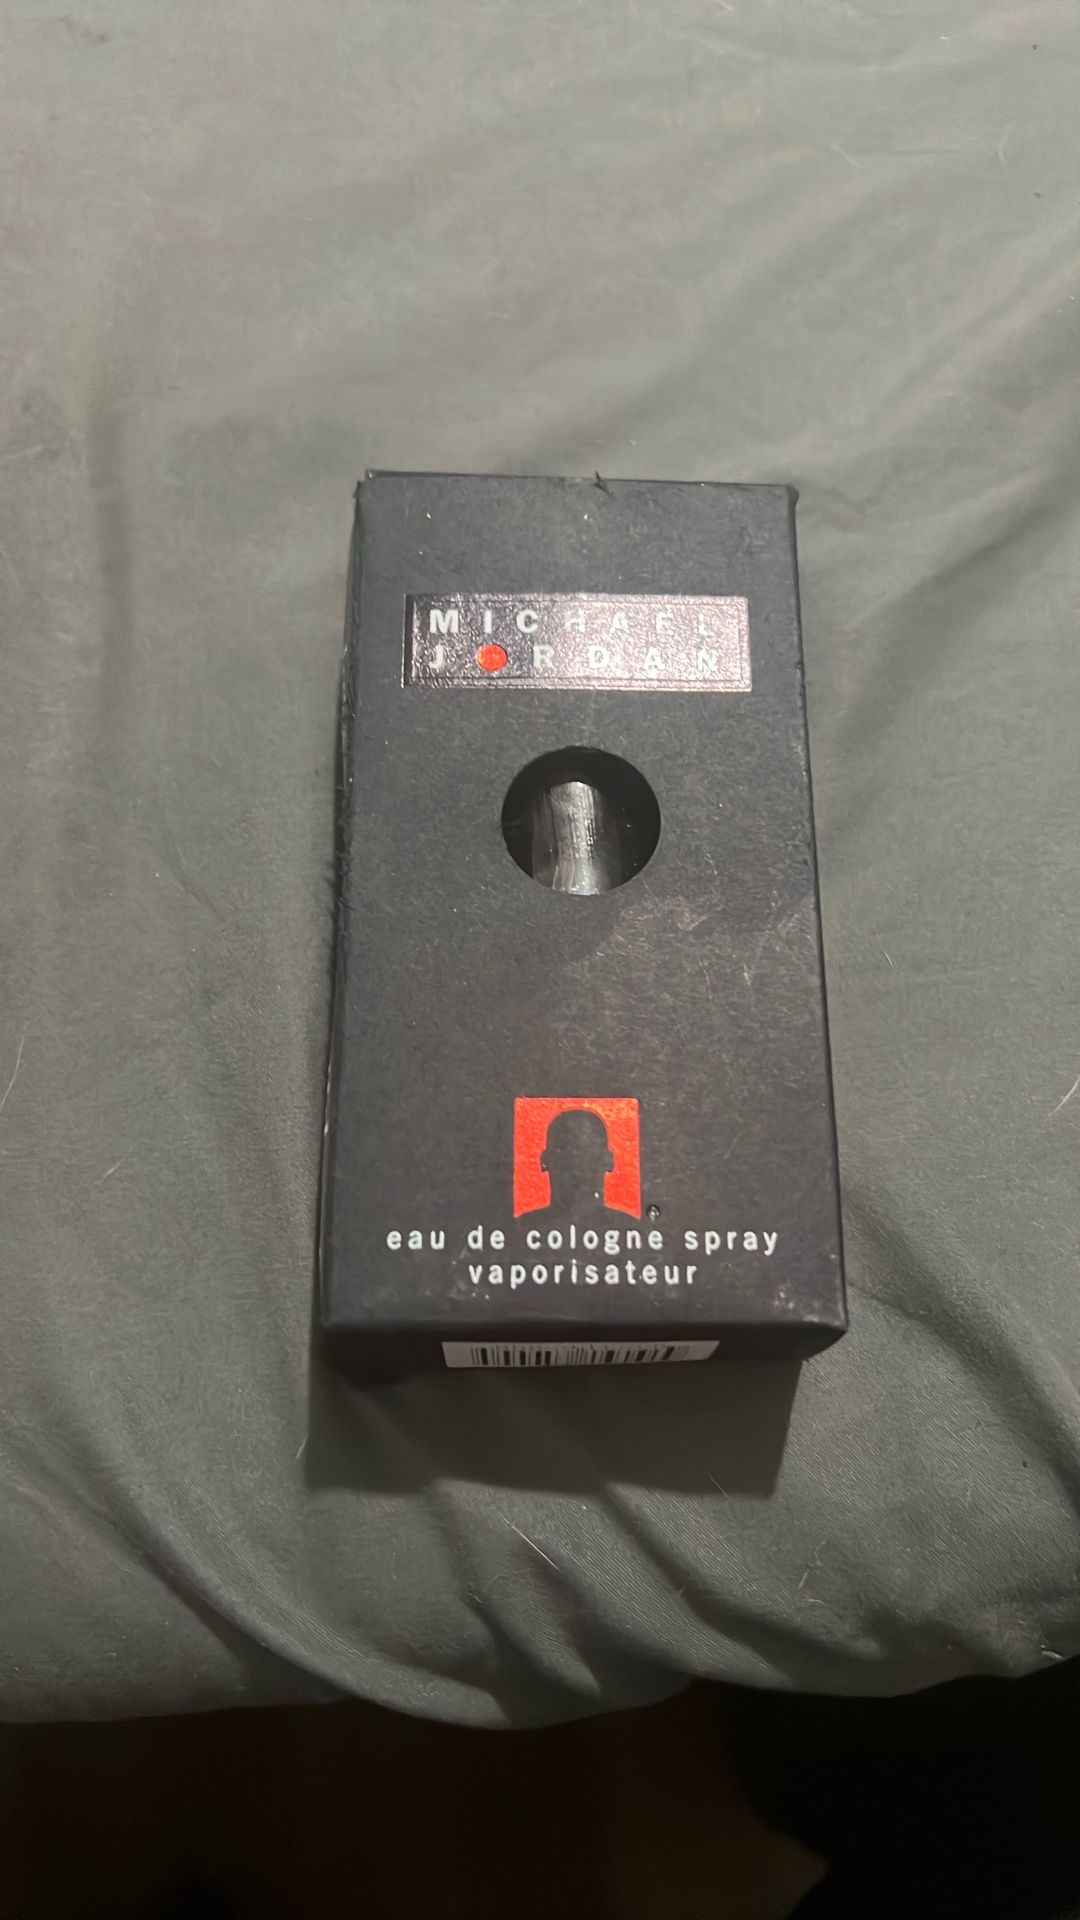 MICHAEL
JORDAN
®
eau de cologne spray
vaporisateur